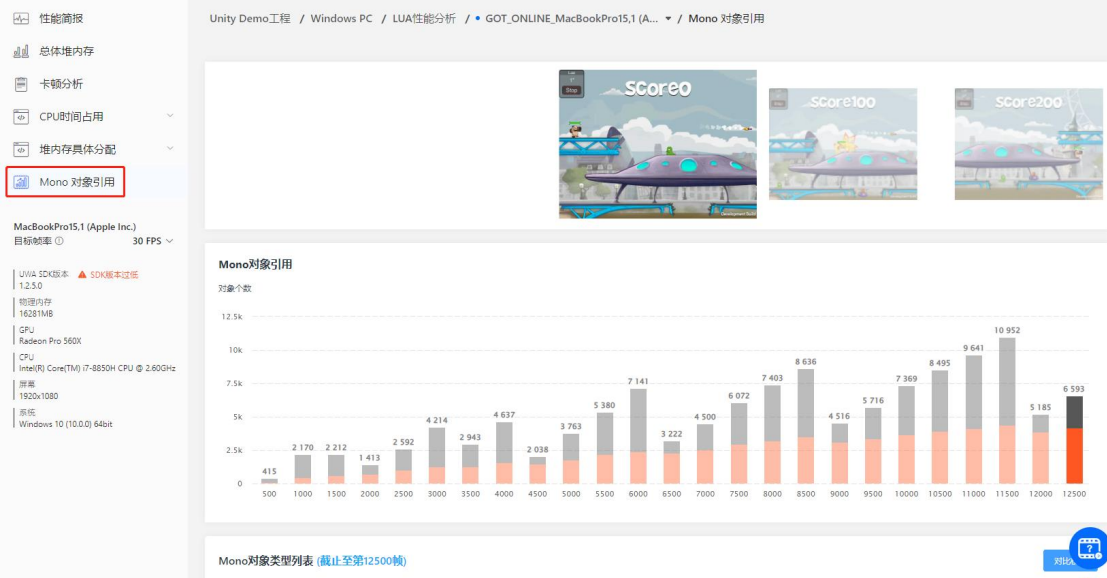 性能简报
总体堆内存
卡顿分析
CPU时间占用
堆内存具体分配
Mono 对象引用
MacBookPro15,1 (Apple Inc.)
目标帧率 30 FPS
UWA SDK版本 SDK版本过低
1.2.5.0
物理内存
16281MB
GPU
Radeon Pro 560X
CPU
Intel(R) Core(TM) i7-8850H CPU @ 2.60GHz
屏幕
1920x1080
系统
Windows 10 (10.0.0) 64bit
Unity Demo工程 / Windows PC / LUA性能分析 / • GOT_ONLINE_MacBookPro15,1 (A... / Mono 对象引用
Stop
SCORE0
SCORE100
SCORE200
Development Build
Mono对象引用
对象个数
12.5k
10k
7.5k
5k
2.5k
0
415 2 170 2 212 1 413 2 592 4 214 2 943 4 637 2 038 3 763 5 380 7 141 3 222 4 500 6 072 7 403 8 636 4 516 5 716 7 369 8 495 9 641 10 952 5 185 6 593
500 1000 1500 2000 2500 3000 3500 4000 4500 5000 5500 6000 6500 7000 7500 8000 8500 9000 9500 10000 10500 11000 11500 12000 12500
Mono对象类型列表 (截止至第12500帧)
对比